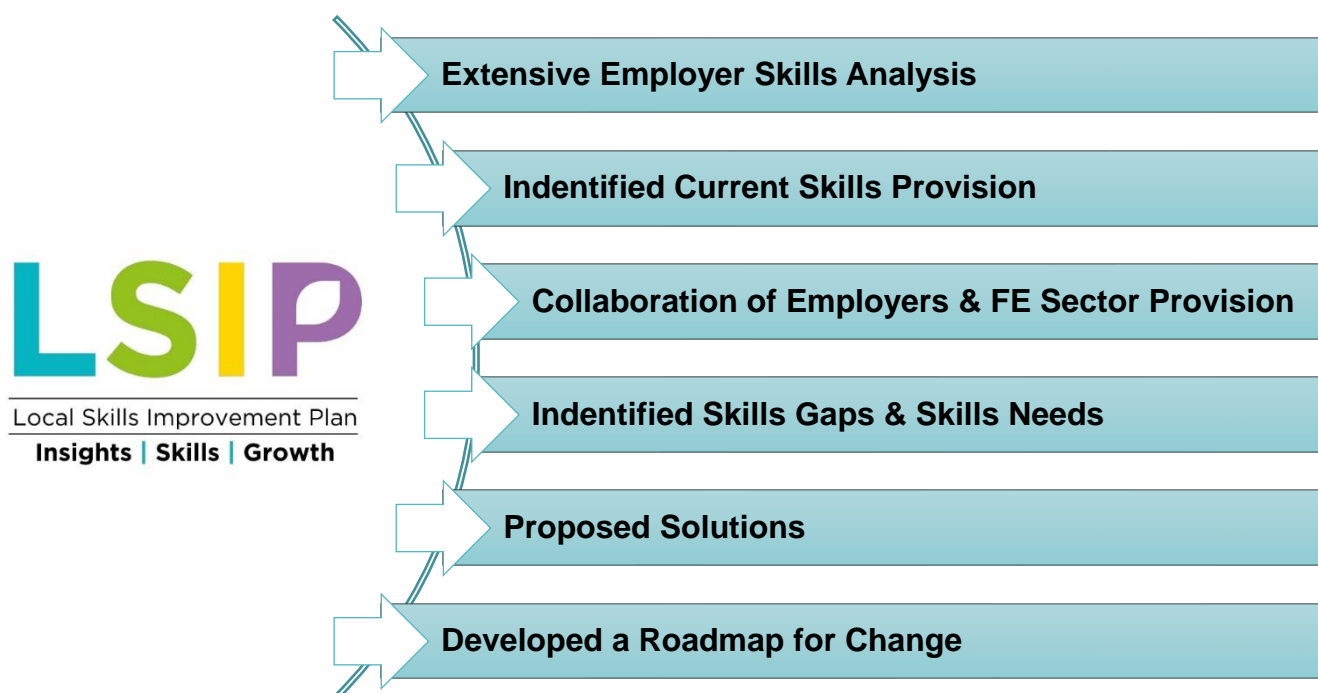 LSIP
Local Skills Improvement Plan
Insights | Skills | Growth
Extensive Employer Skills Analysis
Indentified Current Skills Provision
Collaboration of Employers & FE Sector Provision
Indentified Skills Gaps & Skills Needs
Proposed Solutions
Developed a Roadmap for Change